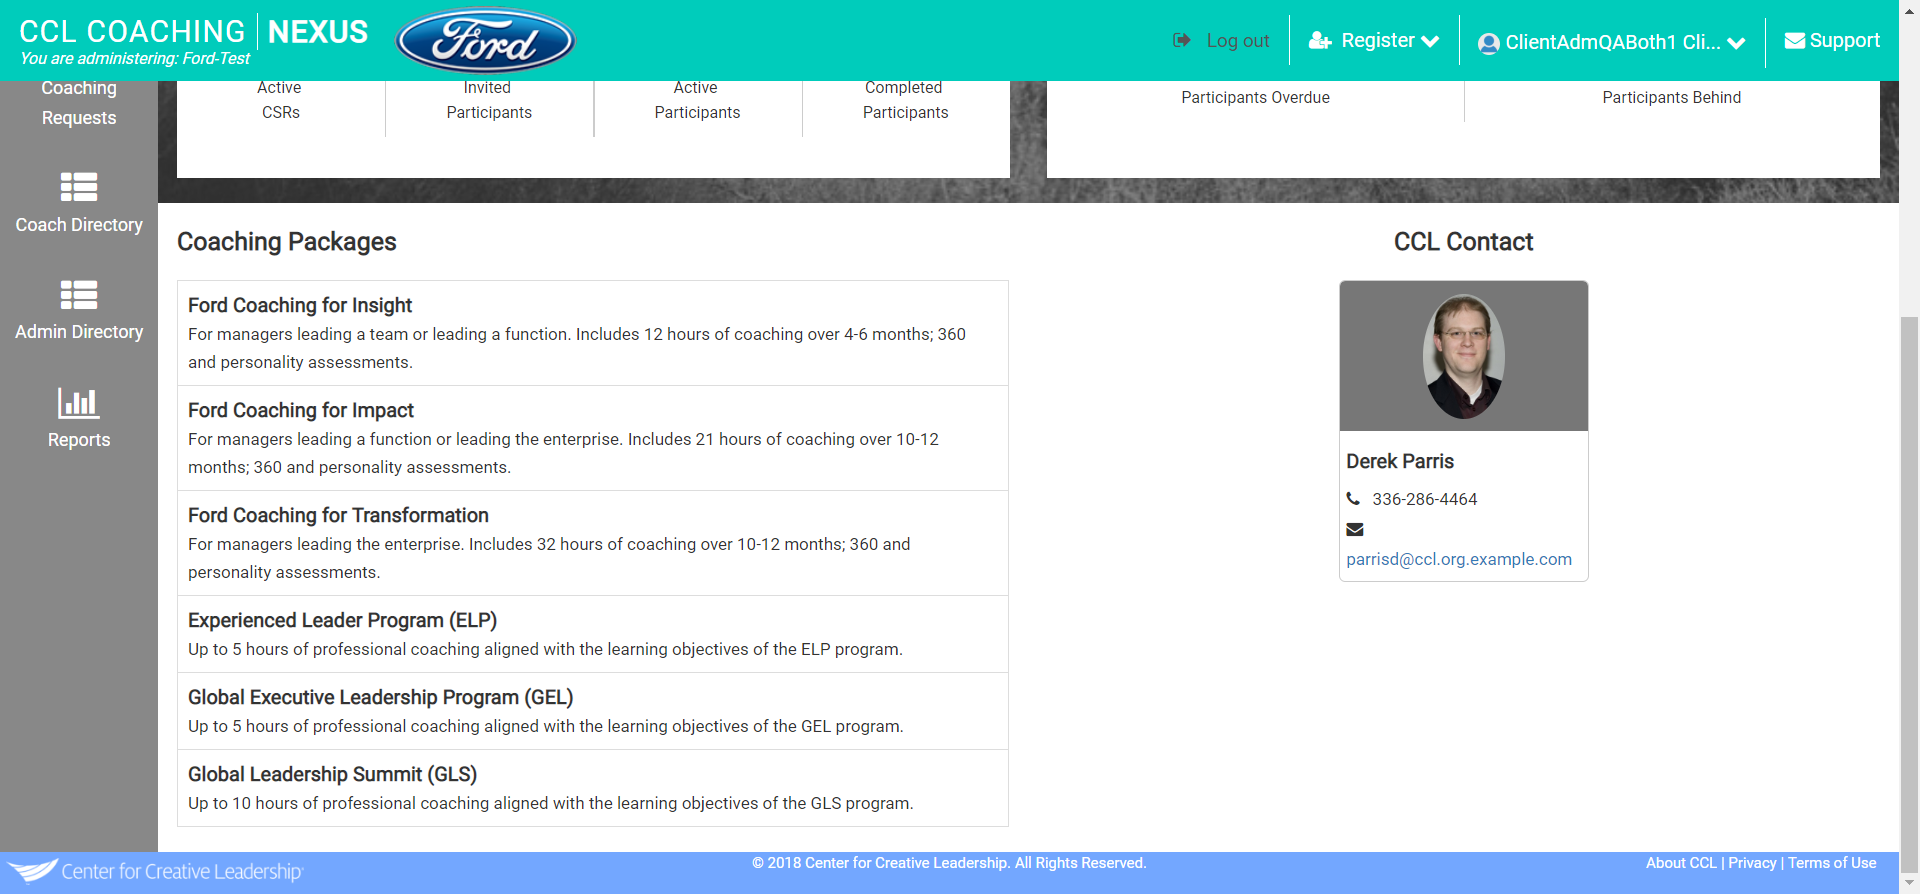 CCL COACHING | NEXUS
You are administering: Ford-Test
Ford
Log out
Register
ClientAdmQABoth1 Cli...
Support
Coaching
Requests
Coach Directory
Admin Directory
Reports
Active
CSRs
Invited
Participants
Active
Participants
Completed
Participants
Participants Overdue
Participants Behind
Coaching Packages
Ford Coaching for Insight
For managers leading a team or leading a function. Includes 12 hours of coaching over 4-6 months; 360
and personality assessments.
Ford Coaching for Impact
For managers leading a function or leading the enterprise. Includes 21 hours of coaching over 10-12
months; 360 and personality assessments.
Ford Coaching for Transformation
For managers leading the enterprise. Includes 32 hours of coaching over 10-12 months; 360 and
personality assessments.
Experienced Leader Program (ELP)
Up to 5 hours of professional coaching aligned with the learning objectives of the ELP program.
Global Executive Leadership Program (GEL)
Up to 5 hours of professional coaching aligned with the learning objectives of the GEL program.
Global Leadership Summit (GLS)
Up to 10 hours of professional coaching aligned with the learning objectives of the GLS program.
CCL Contact
Derek Parris
336-286-4464
parrisd@ccl.org.example.com
Center for Creative Leadership
© 2018 Center for Creative Leadership. All Rights Reserved.
About CCL | Privacy | Terms of Use